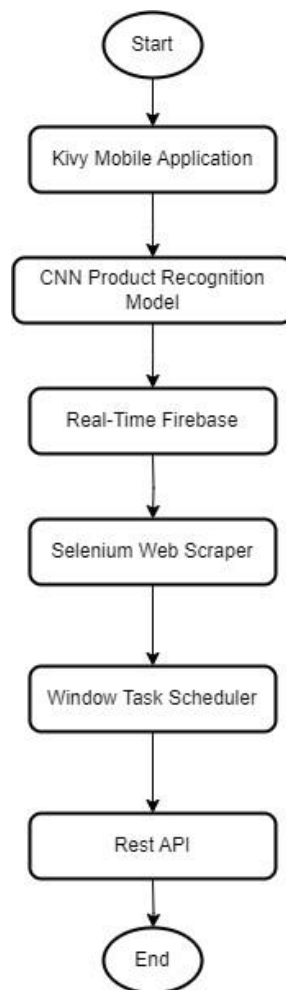 Start
Kivy Mobile Application
CNN Product Recognition
Model
Real-Time Firebase
Selenium Web Scraper
Window Task Scheduler
Rest API
End